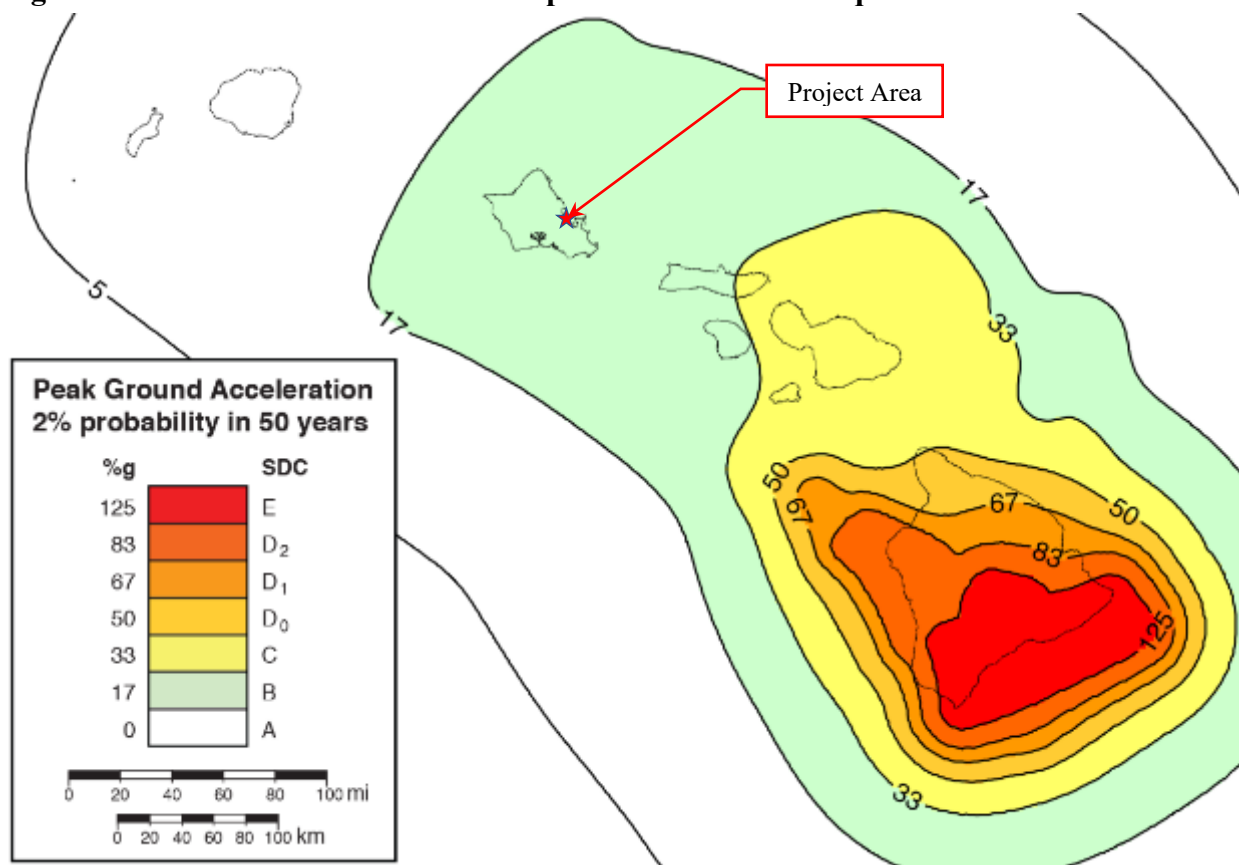 Project Area
17
5
17
33
50
67
67
50
83
125
33
Peak Ground Acceleration
2% probability in 50 years
%g SDC
125 E
83 D2
67 D1
50 D0
33 C
17 B
0 A
0 20 40 60 80 100 mi
0 20 40 60 80 100 km